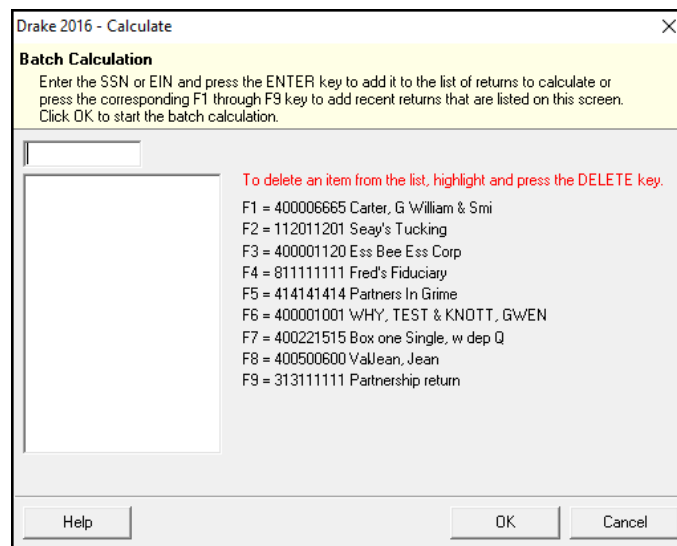 Drake 2016 - Calculate
Batch Calculation
Enter the SSN or EIN and press the ENTER key to add it to the list of returns to calculate or
press the corresponding F1 through F9 key to add recent returns that are listed on this screen.
Click OK to start the batch calculation.
To delete an item from the list, highlight and press the DELETE key.
F1 = 400006665 Carter, G William & Smi
F2 = 112011201 Seay's Tucking
F3 = 400001120 Ess Bee Ess Corp
F4 = 811111111 Fred's Fiduciary
F5 = 414141414 Partners In Grime
F6 = 400001001 WHY, TEST & KNOTT, GWEN
F7 = 400221515 Box one Single, w dep Q
F8 = 400500600 ValJean, Jean
F9 = 313111111 Partnership return
Help
OK
Cancel